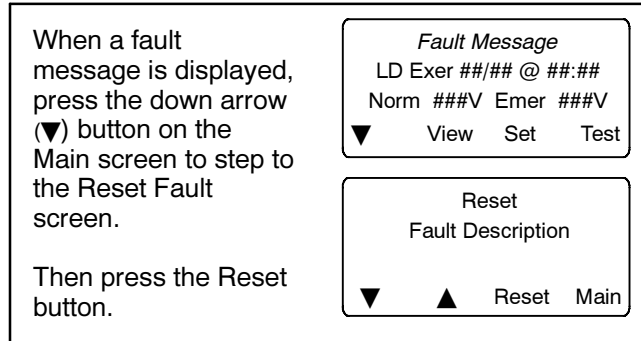 When a fault
message is displayed,
press the down arrow
(▼) button on the
Main screen to step to
the Reset Fault
screen.
Then press the Reset
button.
Fault Message
LD Exer ##/## @ ##:##
Norm ###V Emer ###V
▼ View Set Test
Reset
Fault Description
▼ ▲ Reset Main